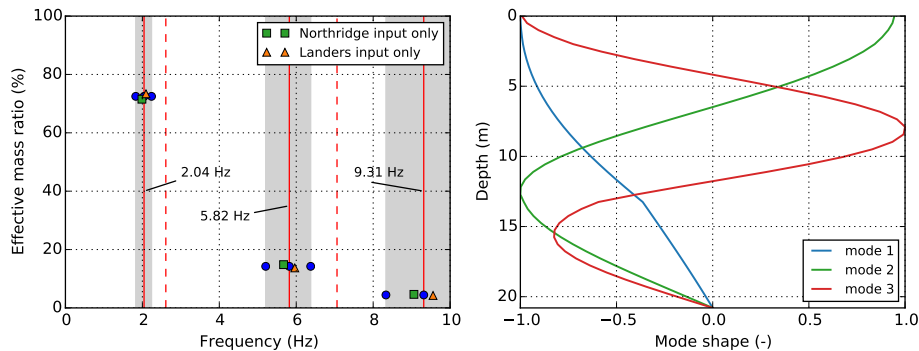 100
80
60
40
20
0
Effective mass ratio (%)
0
2
4
6
8
10
Frequency (Hz)
Northridge input only
Landers input only
2.04 Hz
5.82 Hz
9.31 Hz
0
5
10
15
20
Depth (m)
−1.0
−0.5
0.0
0.5
1.0
Mode shape (-)
mode 1
mode 2
mode 3